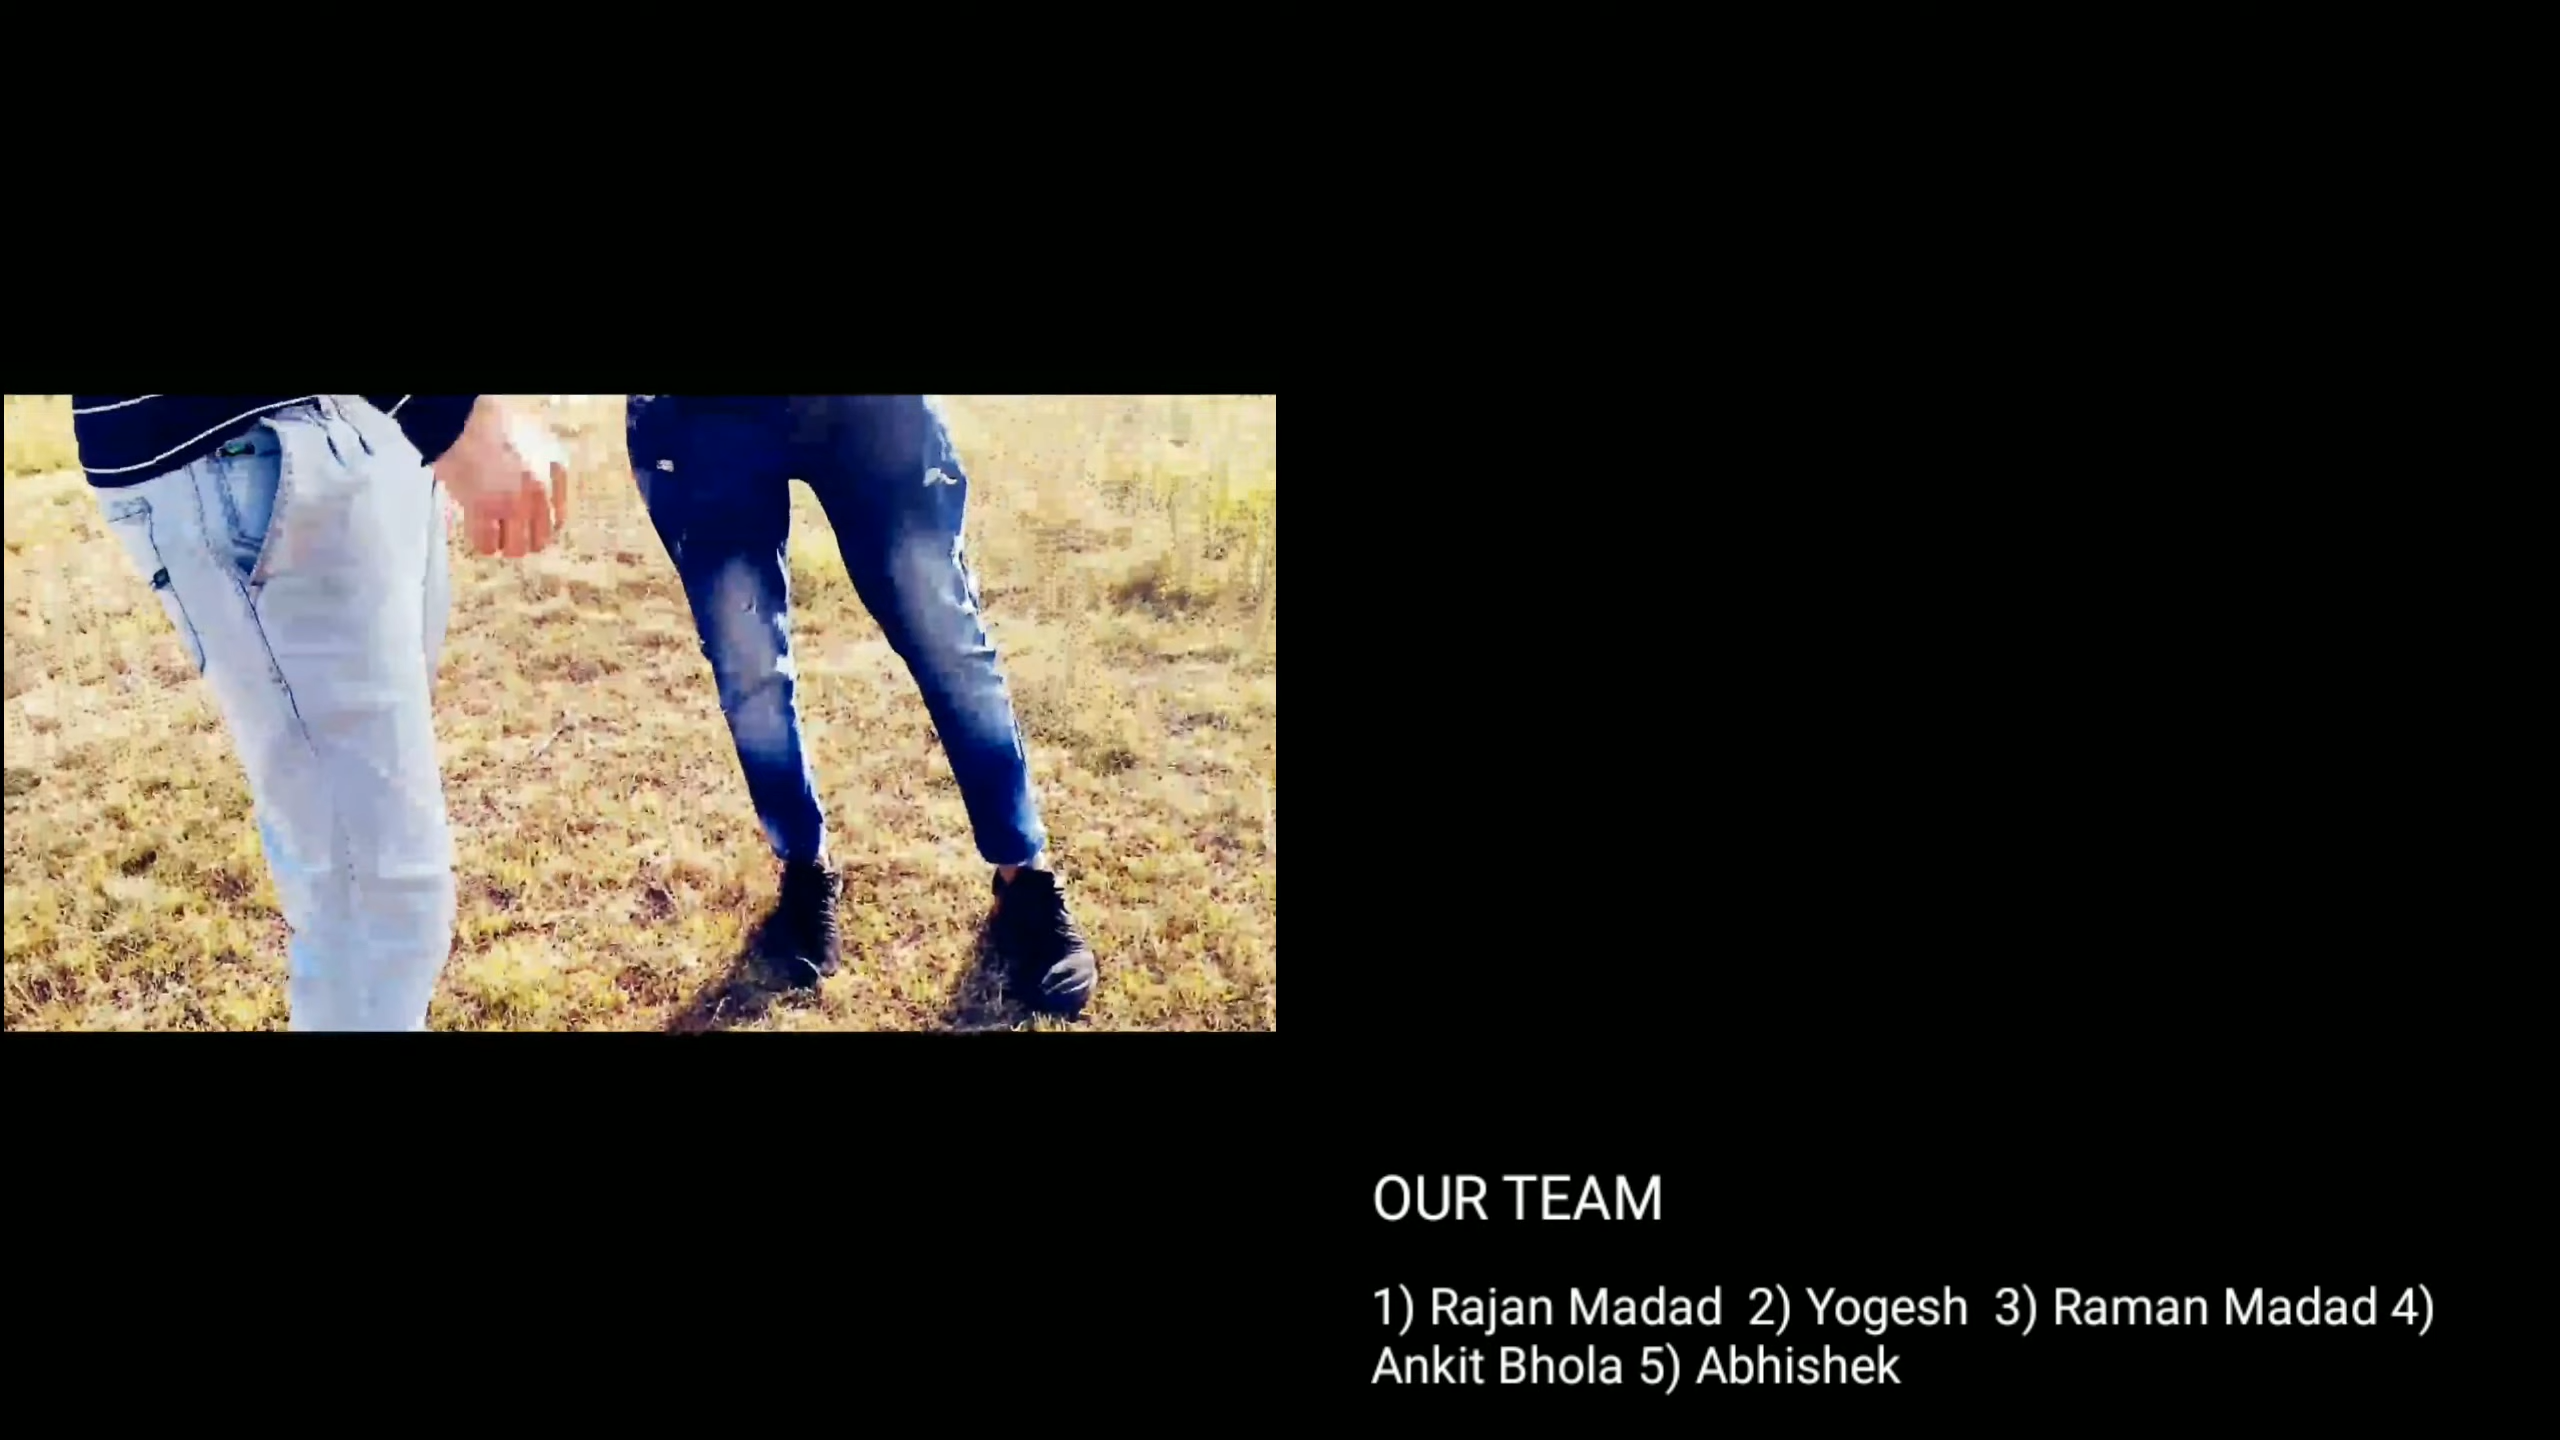 OUR TEAM
1) Rajan Madad  2) Yogesh  3) Raman Madad 4)
Ankit Bhola 5) Abhishek